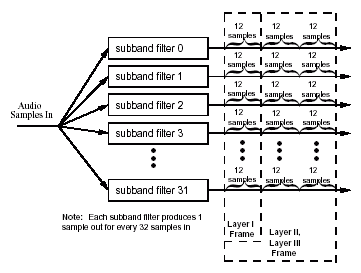 12 12 12
samples samples samples
subband filter 0
12 12 12
samples samples samples
subband filter 1
12 12 12
samples samples samples
Audio
Samples In
subband filter 2
12 12 12
samples samples samples
subband filter 3
12 12 12
samples samples samples
subband filter 31
Note: Each subband filter produces 1
sample out for every 32 samples in
Layer I
Frame
Layer II,
Layer III
Frame